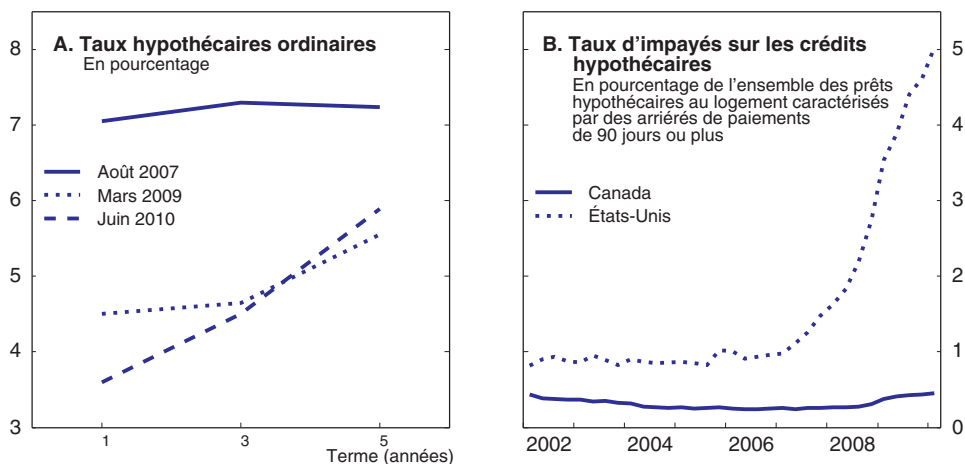 A. Taux hypothécaires ordinaires
En pourcentage
8
7
6
5
4
3
Août 2007
Mars 2009
Juin 2010
1
3
5
Terme (années)
B. Taux d'impayés sur les crédits
hypothécaires
En pourcentage de l'ensemble des prêts
hypothécaires au logement caractérisés
par des arriérés de paiements
de 90 jours ou plus
Canada
États-Unis
5
4
3
2
1
0
2002
2004
2006
2008